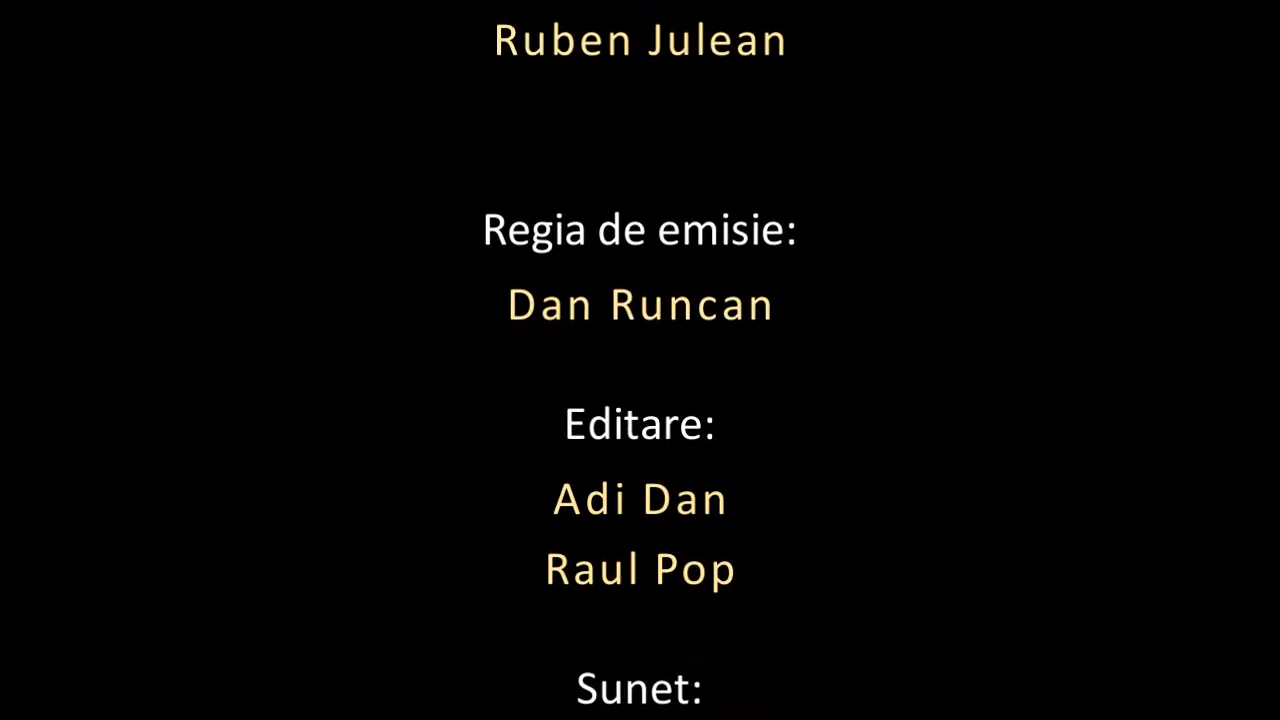 Ruben Julean
Regia de emisie:
Dan Runcan
Editare:
Adi Dan
Raul Pop
Sunet: